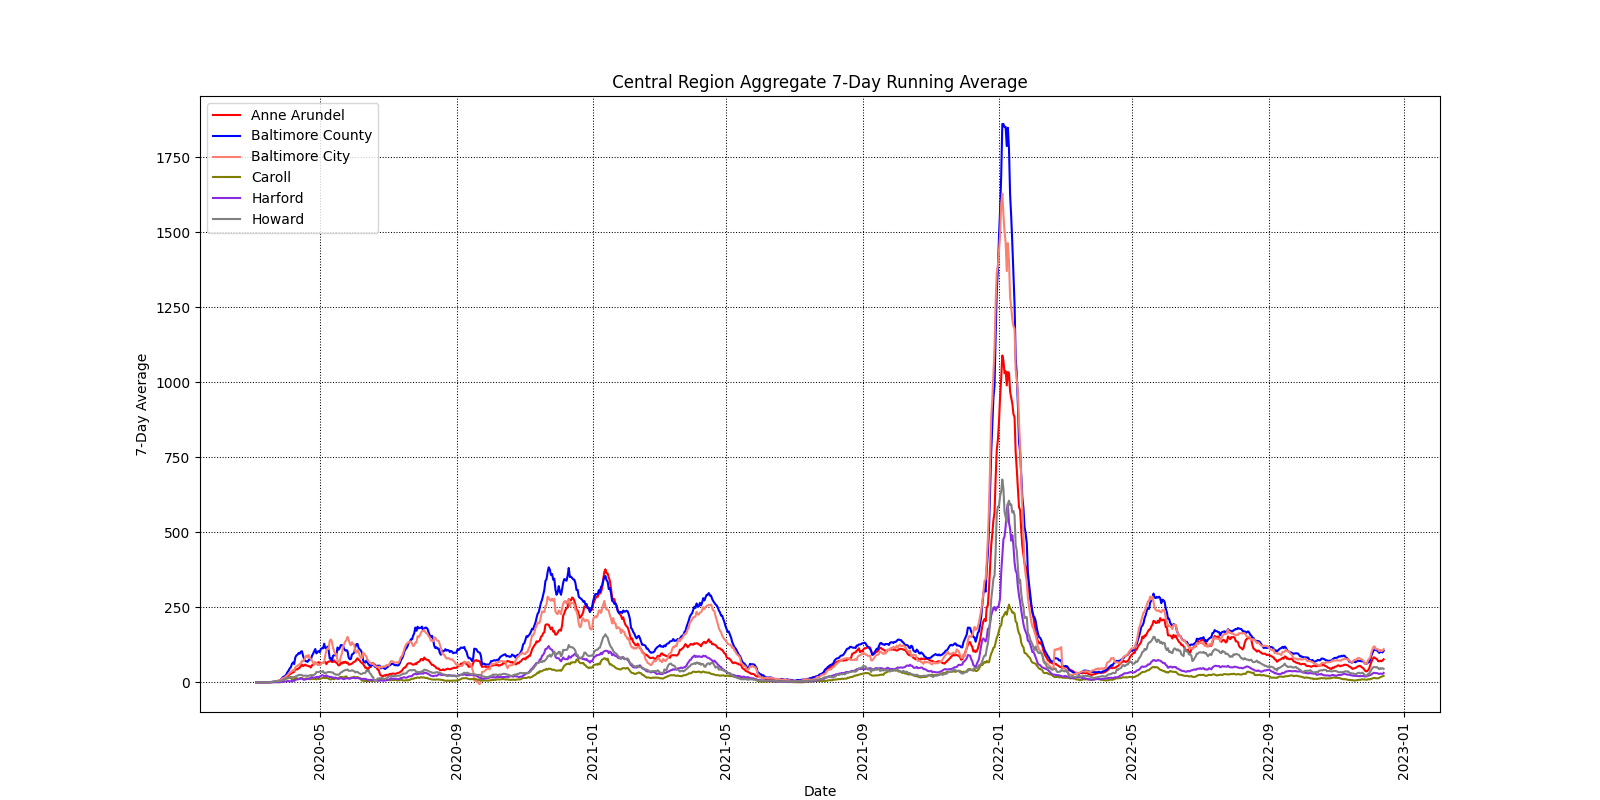 Central Region Aggregate 7-Day Running Average
Anne Arundel
Baltimore County
Baltimore City
Caroll
Harford
Howard
7-Day Average
1750
1500
1250
1000
750
500
250
0
2020-05
2020-09
2021-01
2021-05
2021-09
2022-01
2022-05
2022-09
2023-01
Date